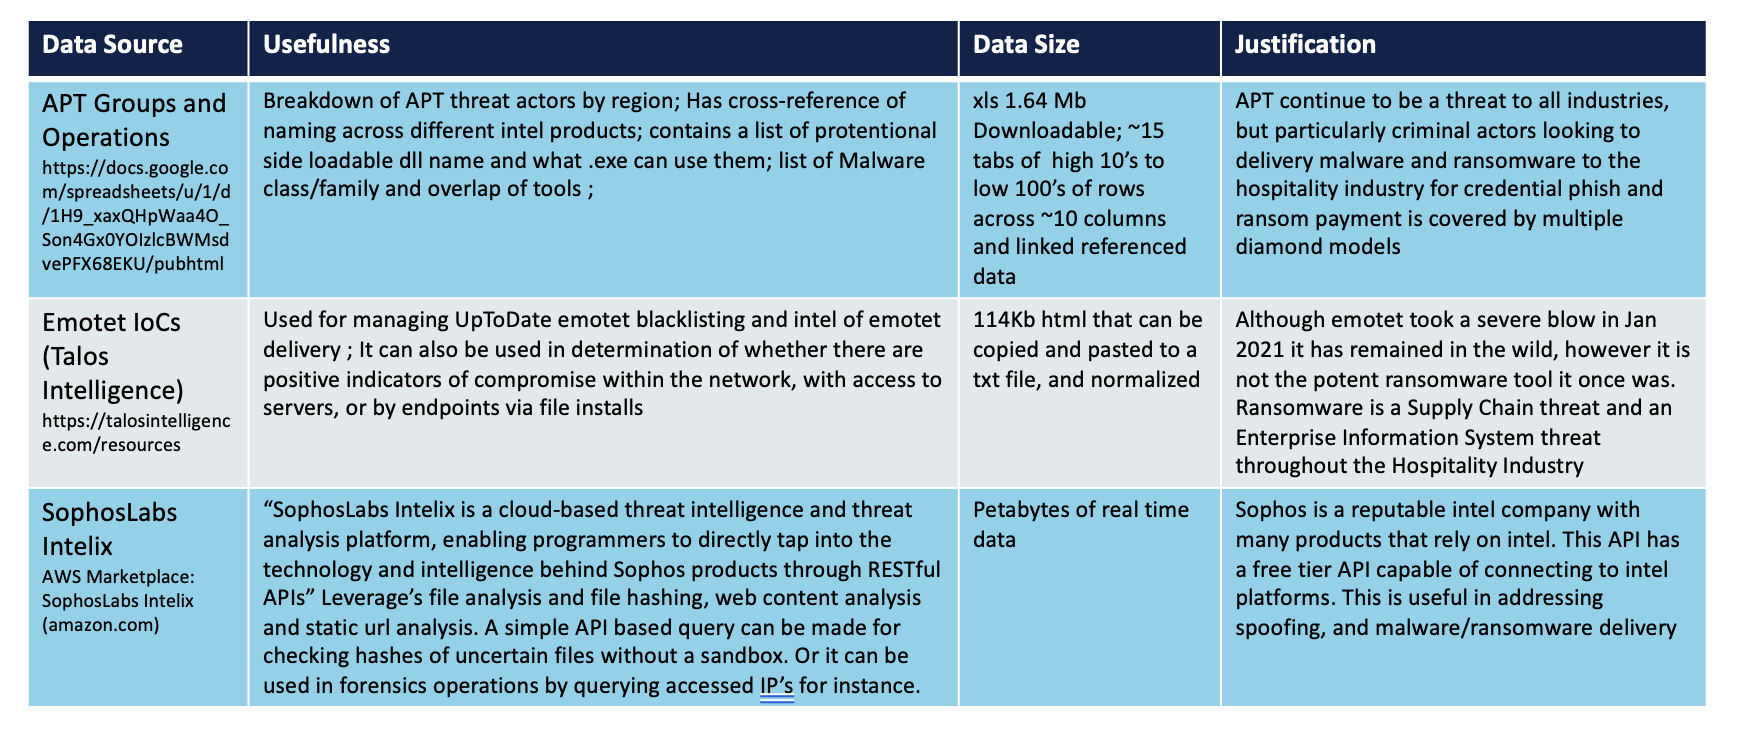 Data Source
Usefulness
Data Size
Justification
APT Groups and
Operations
https://docs.google.co
m/spreadsheets/u/1/d
/1H9_xaxQHpWaa4O_
Son4Gx0YOIzlcBWMsd
vePFX68EKU/pubhtml
Breakdown of APT threat actors by region; Has cross-reference of
naming across different intel products; contains a list of protentional
side loadable dll name and what .exe can use them; list of Malware
class/family and overlap of tools ;
xls 1.64 Mb
Downloadable; ~15
tabs of  high 10’s to
low 100’s of rows
across ~10 columns
and linked referenced
data
APT continue to be a threat to all industries,
but particularly criminal actors looking to
delivery malware and ransomware to the
hospitality industry for credential phish and
ransom payment is covered by multiple
diamond models
Emotet IoCs
(Talos
Intelligence)
https://talosintelligenc
e.com/resources
Used for managing UpToDate emotet blacklisting and intel of emotet
delivery ; It can also be used in determination of whether there are
positive indicators of compromise within the network, with access to
servers, or by endpoints via file installs
114Kb html that can be
copied and pasted to a
txt file, and normalized
Although emotet took a severe blow in Jan
2021 it has remained in the wild, however it is
not the potent ransomware tool it once was.
Ransomware is a Supply Chain threat and an
Enterprise Information System threat
throughout the Hospitality Industry
SophosLabs
Intelix
AWS Marketplace:
SophosLabs Intelix
(amazon.com)
“SophosLabs Intelix is a cloud-based threat intelligence and threat
analysis platform, enabling programmers to directly tap into the
technology and intelligence behind Sophos products through RESTful
APIs” Leverage’s file analysis and file hashing, web content analysis
and static url analysis. A simple API based query can be made for
checking hashes of uncertain files without a sandbox. Or it can be
used in forensics operations by querying accessed IP’s for instance.
Petabytes of real time
data
Sophos is a reputable intel company with
many products that rely on intel. This API has
a free tier API capable of connecting to intel
platforms. This is useful in addressing
spoofing, and malware/ransomware delivery